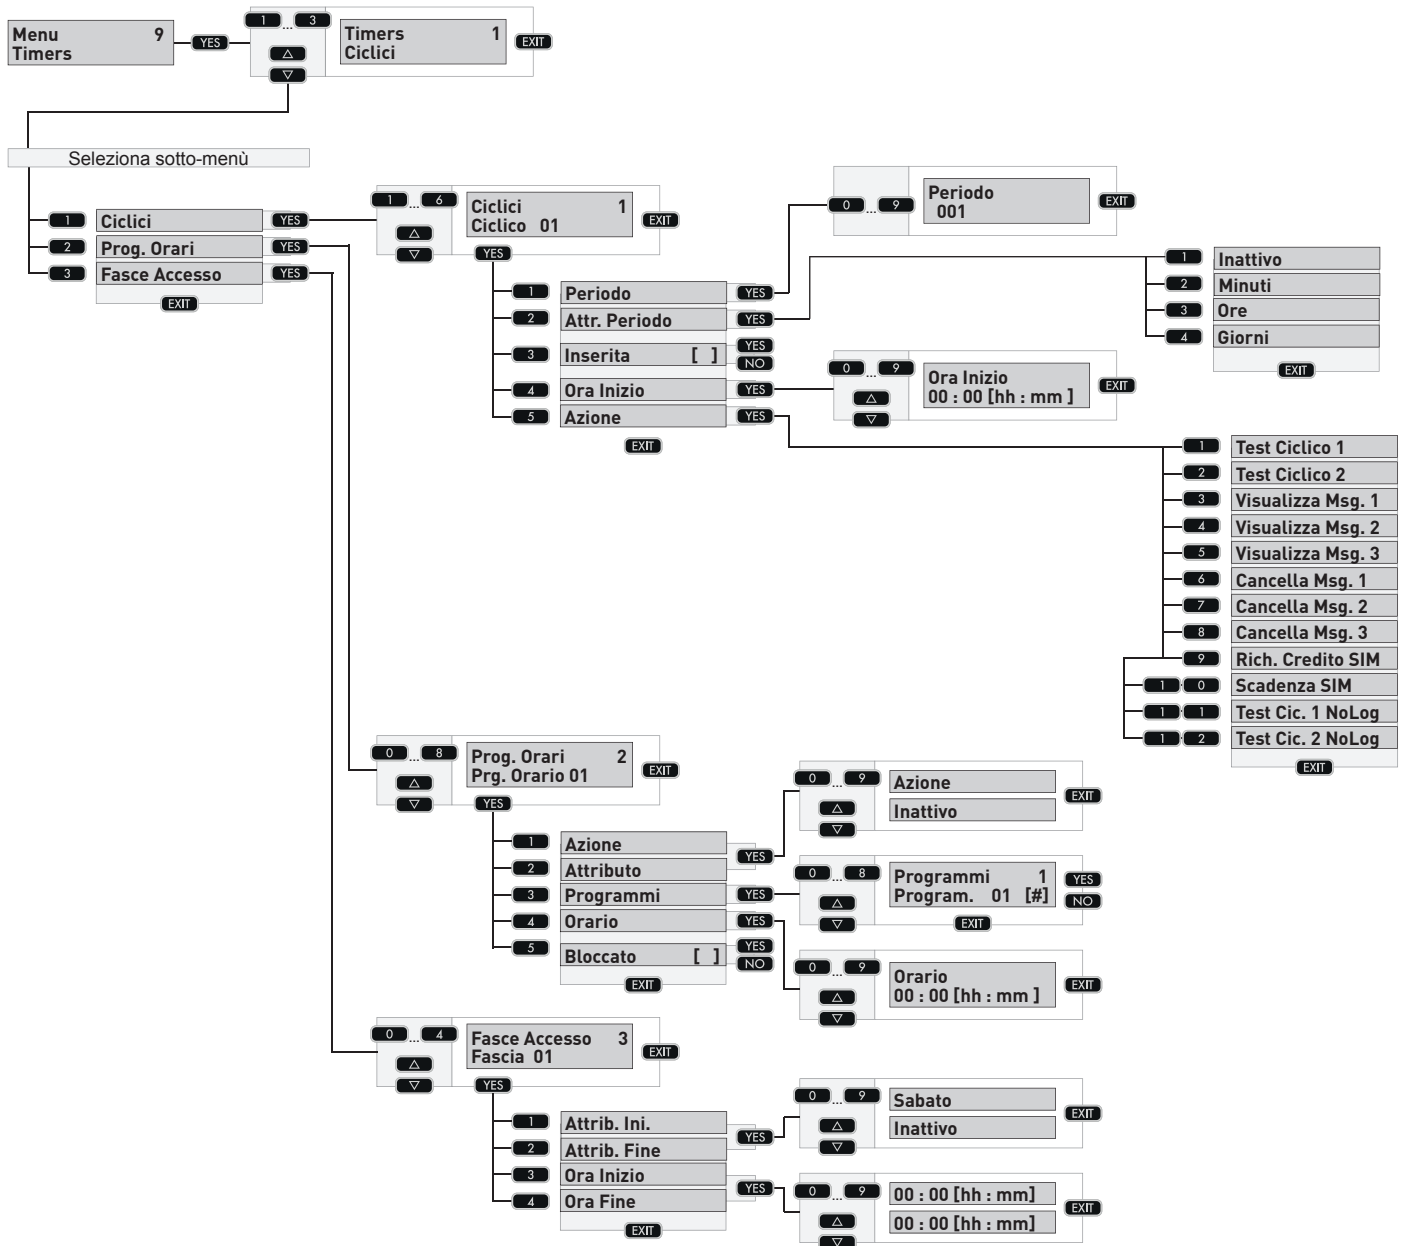 Menu 9
Timers
YES
1 ... 3
Timers 1
Ciclici
EXIT
Seleziona sotto-menù
1 Ciclici YES
2 Prog. Orari YES
3 Fasce Accesso YES
EXIT
1 ... 6
Ciclici 1
Ciclico 01
EXIT
YES
1 Periodo YES
2 Attr. Periodo YES
3 Inserita [ ] YES
NO
4 Ora Inizio YES
5 Azione YES
EXIT
0 ... 9
Periodo
001
EXIT
1 Inattivo
2 Minuti
3 Ore
4 Giorni
EXIT
0 ... 9
Ora Inizio
00 : 00 [hh : mm ]
EXIT
1 Test Ciclico 1
2 Test Ciclico 2
3 Visualizza Msg. 1
4 Visualizza Msg. 2
5 Visualizza Msg. 3
6 Cancella Msg. 1
7 Cancella Msg. 2
8 Cancella Msg. 3
9 Rich. Credito SIM
1 0 Scadenza SIM
1 1 Test Cic. 1 NoLog
1 2 Test Cic. 2 NoLog
EXIT
0 ... 8
Prog. Orari 2
Prg. Orario 01
EXIT
YES
1 Azione
YES
2 Attributo
3 Programmi YES
4 Orario YES
5 Bloccato [ ] YES
NO
EXIT
0 ... 9
Azione
Inattivo
EXIT
0 ... 8
Programmi 1
Program. 01 [#]
YES
NO
EXIT
0 ... 9
Orario
00 : 00 [hh : mm ]
EXIT
0 ... 4
Fasce Accesso 3
Fascia 01
EXIT
YES
1 Attrib. Ini.
YES
2 Attrib. Fine
3 Ora Inizio
YES
4 Ora Fine
EXIT
0 ... 9
Sabato
Inattivo
EXIT
0 ... 9
00 : 00 [hh : mm]
00 : 00 [hh : mm]
EXIT